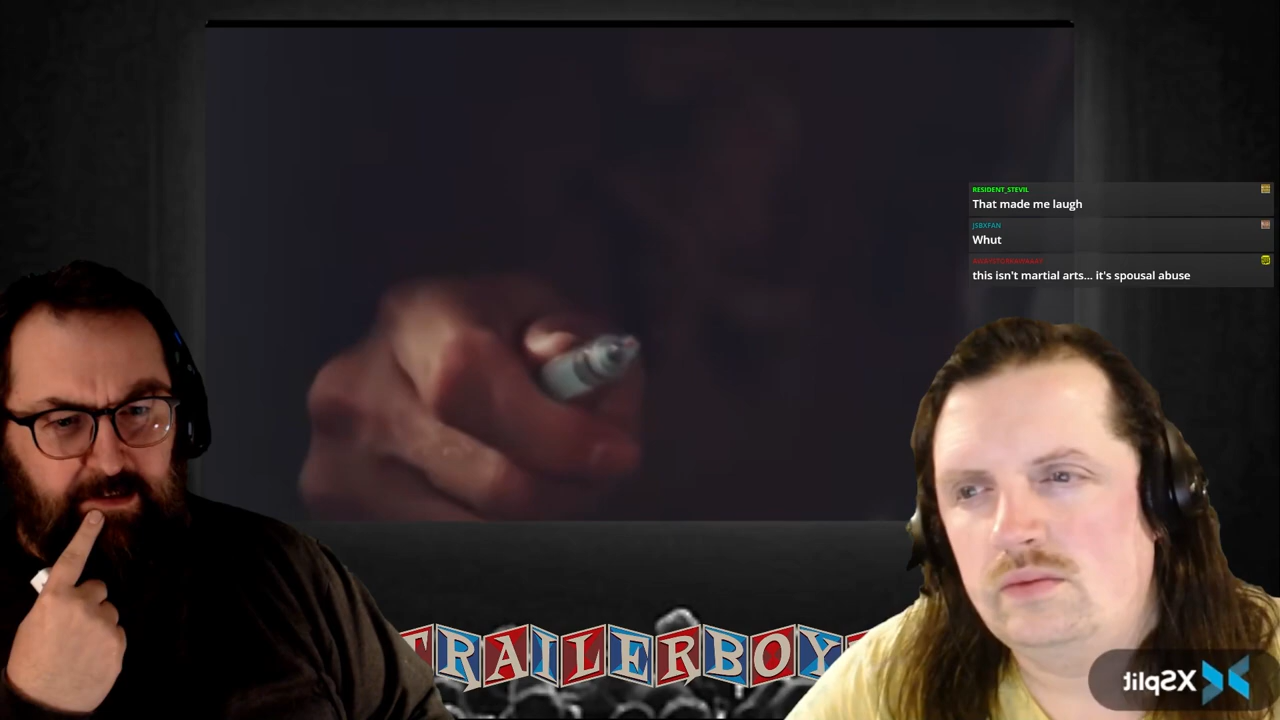 RESIDENT_STEVIL
That made me laugh
JSBXFAN
Whut
this isn't martial arts... it's spousal abuse
TRAILERBOY
XSplit